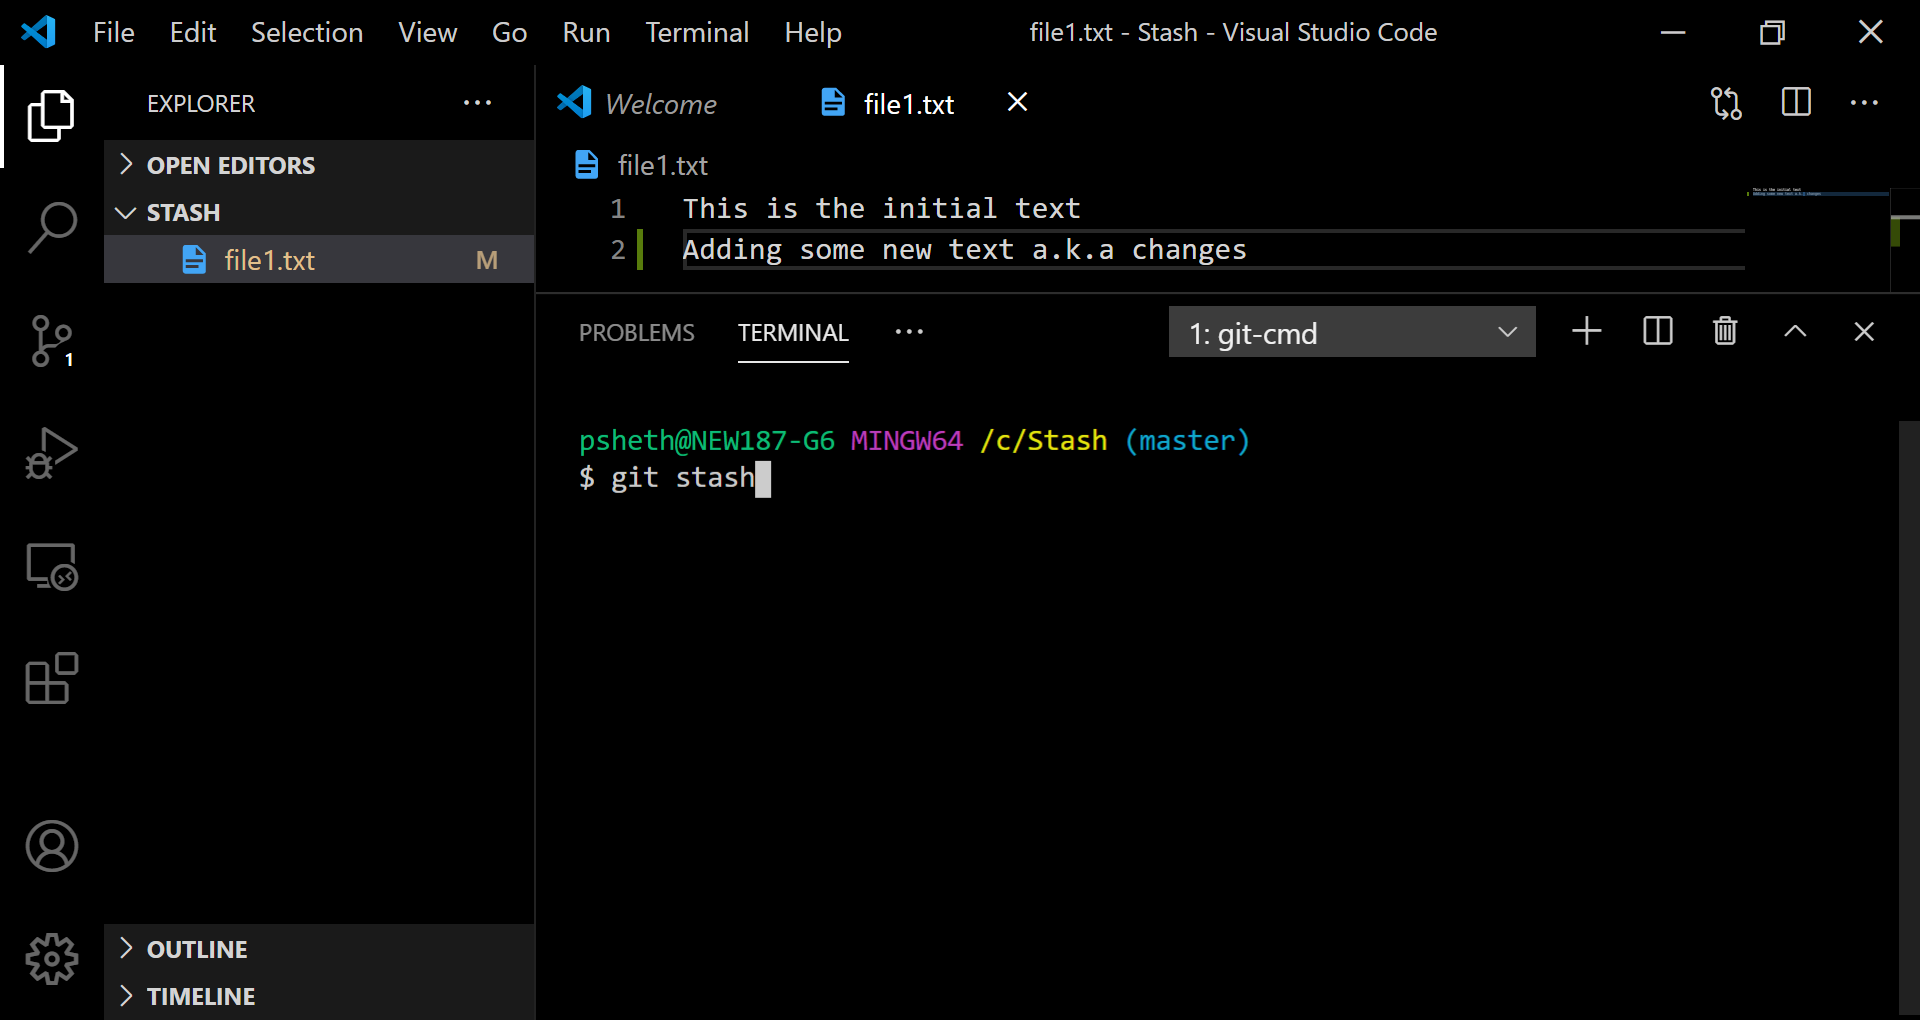 File Edit Selection View Go Run Terminal Help file1.txt - Stash - Visual Studio Code
EXPLORER
OPEN EDITORS
STASH
file1.txt M
1
OUTLINE
TIMELINE
Welcome file1.txt
file1.txt
1 This is the initial text
2 Adding some new text a.k.a changes
PROBLEMS TERMINAL 1: git-cmd
psheth@NEW187-G6 MINGW64 /c/Stash (master)
$ git stash